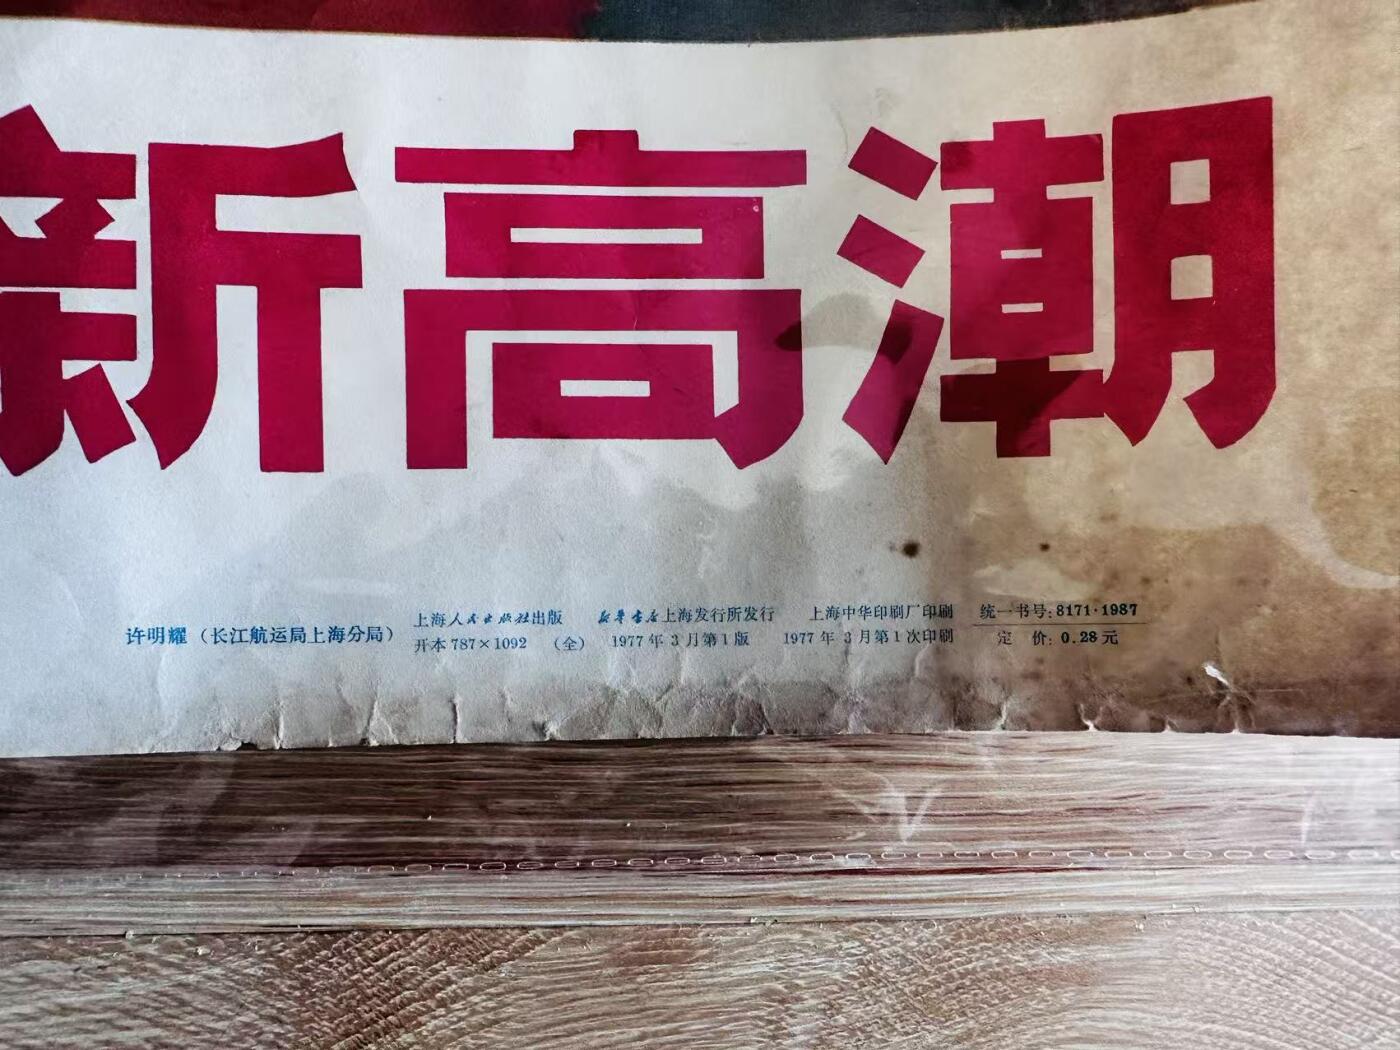 新高潮
许明耀（长江航运局上海分局）
上海人民出版社出版 新华书店上海发行所发行 上海中华印刷厂印刷 统一书号：8171·1987
开本 787×1092 （全） 1977 年 3 月第 1 版 1977 年 3 月第 1 次印刷 定 价：0.28 元